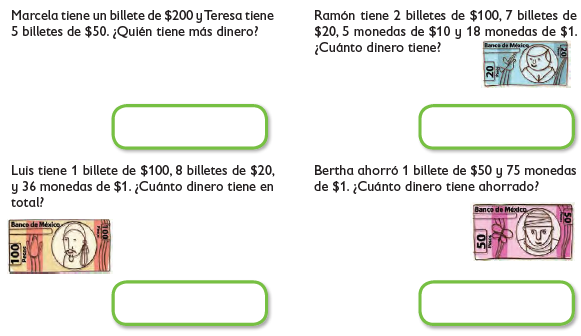 Marcela tiene un billete de $200 y Teresa tiene
5 billetes de $50. ¿Quién tiene más dinero?
Ramón tiene 2 billetes de $100, 7 billetes de
$20, 5 monedas de $10 y 18 monedas de $1.
¿Cuánto dinero tiene?
Banco de México
20
20
Luis tiene 1 billete de $100, 8 billetes de $20,
y 36 monedas de $1. ¿Cuánto dinero tiene en
total?
Banco de México
100
Pesos
100
Bertha ahorró 1 billete de $50 y 75 monedas
de $1. ¿Cuánto dinero tiene ahorrado?
Banco de México
50
50